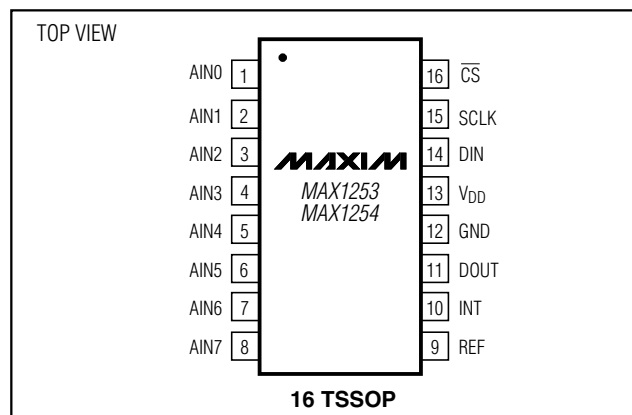 TOP VIEW
AIN0 1
AIN1 2
AIN2 3
AIN3 4
AIN4 5
AIN5 6
AIN6 7
AIN7 8
MAXIM
MAX1253
MAX1254
16 C̅S̅
15 SCLK
14 DIN
13 VDD
12 GND
11 DOUT
10 INT
9 REF
16 TSSOP